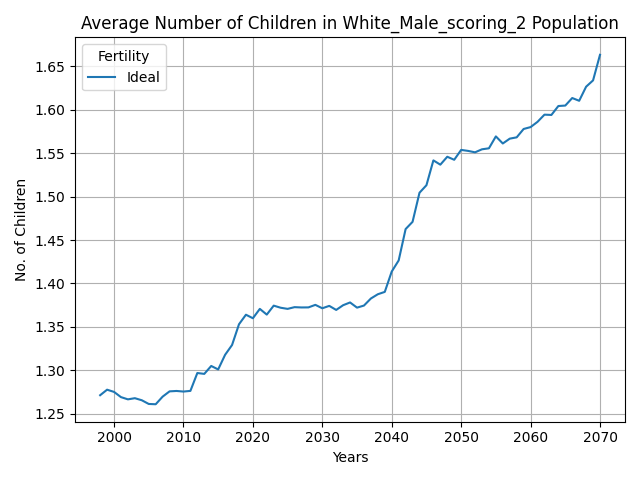 Average Number of Children in White_Male_scoring_2 Population
Fertility
Ideal
No. of Children
1.65
1.60
1.55
1.50
1.45
1.40
1.35
1.30
1.25
2000 2010 2020 2030 2040 2050 2060 2070
Years